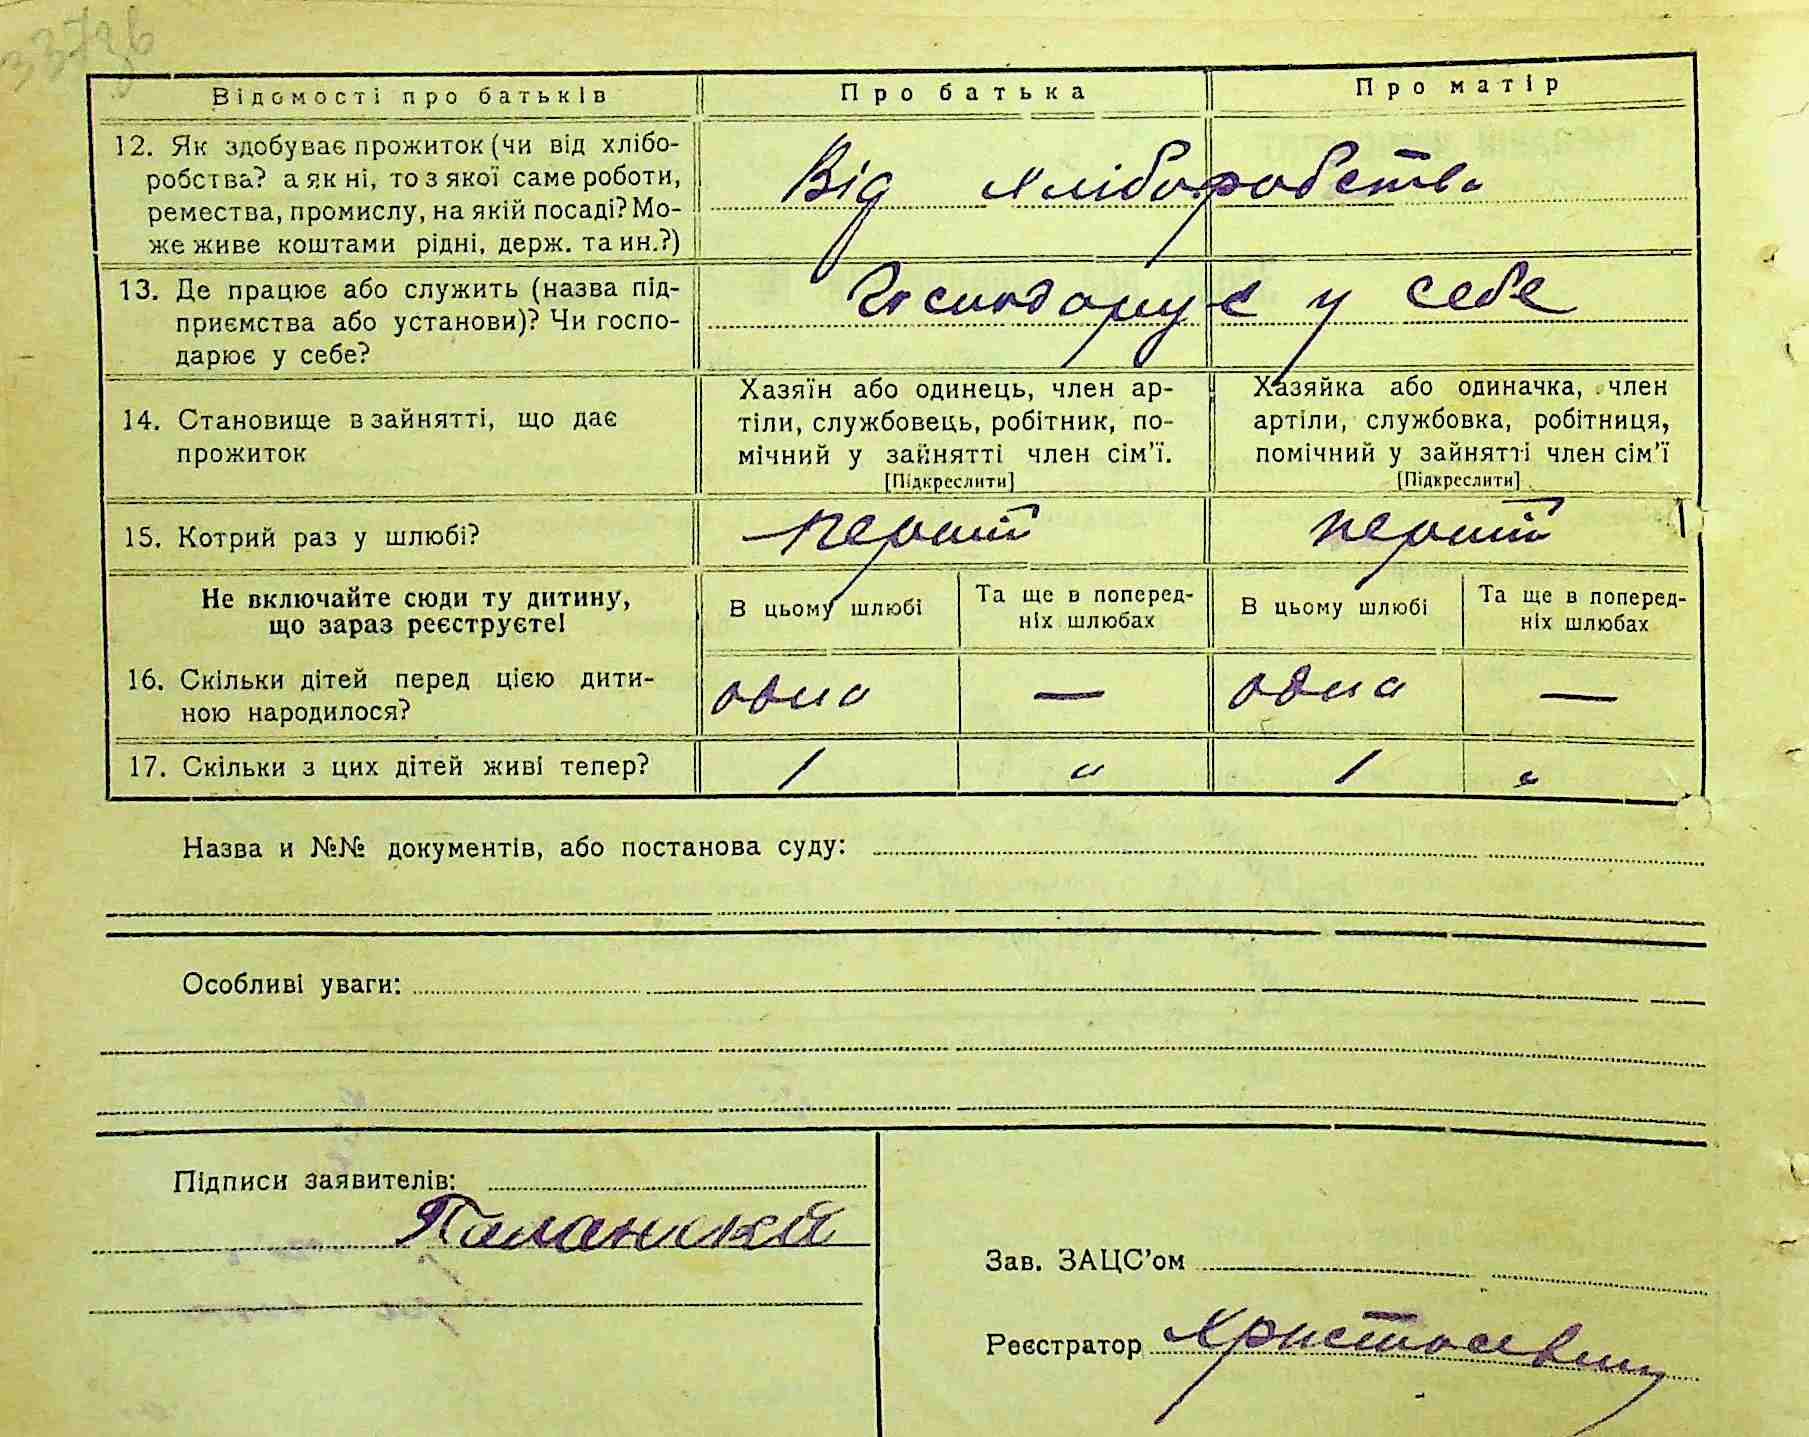 337зв
Відомості про батьків
Про батька
Про матір
12. Як здобуває прожиток (чи від хлібо-
робства? а як ні, то з якої саме роботи,
ремества, промислу, на якій посаді? Мо-
же живе коштами рідні, держ. та ин.?)
Від хліборобства
13. Де працює або служить (назва під-
приємства або установи)? Чи госпо-
дарює у себе?
Господарує у себе
14. Становище в зайнятті, що дає
прожиток
Хазяїн або одинець, член ар-
тіли, службовець, робітник, по-
мічний у зайнятті член сім'ї.
[Підкреслити]
Хазяйка або одиначка, член
артіли, службовка, робітниця,
помічний у зайнятті член сім'ї
[Підкреслити]
15. Котрий раз у шлюбі?
перший
перший
Не включайте сюди ту дитину,
що зараз реєструєте!
В цьому шлюбі
Та ще в поперед-
ніх шлюбах
В цьому шлюбі
Та ще в поперед-
ніх шлюбах
16. Скільки дітей перед цією дити-
ною народилося?
одна
—
одна
—
17. Скільки з цих дітей живі тепер?
1
"
1
"
Назва и №№ документів, або постанова суду:
Особливі уваги:
Підписи заявителів:
Паланский
Зав. ЗАЦС'ом
Реєстратор